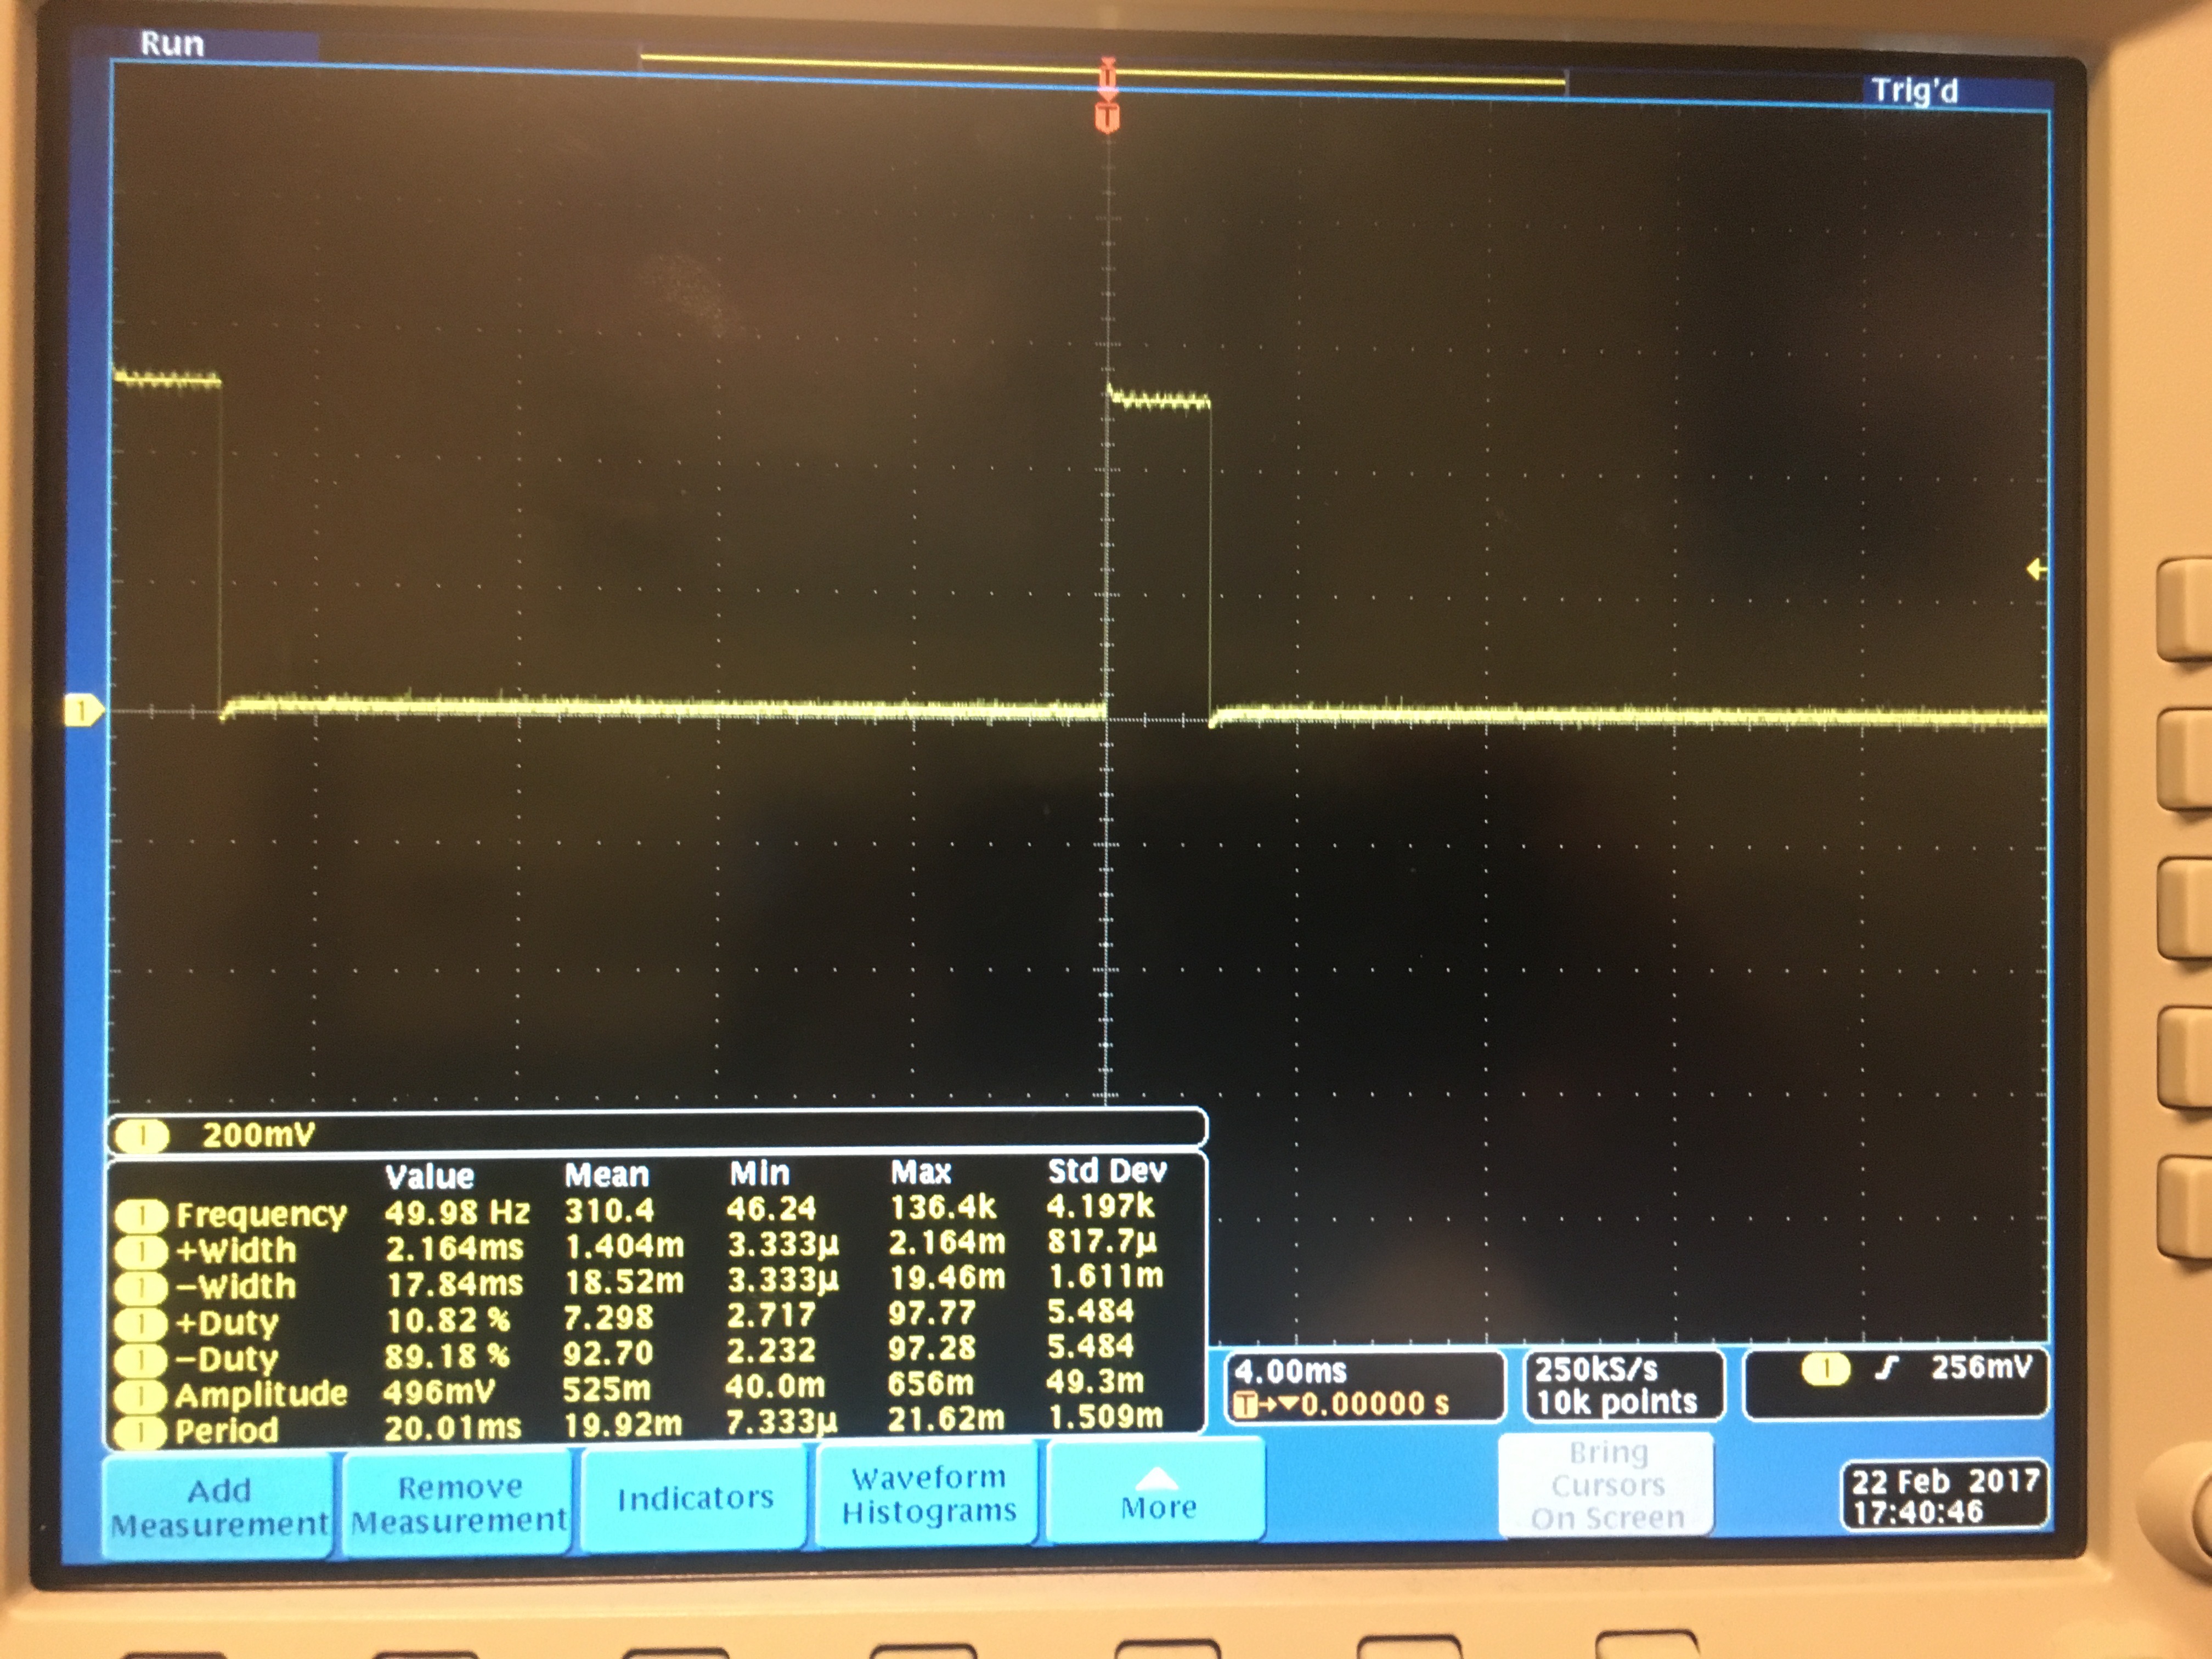 Run
T
Trig'd
T
1
1 200mV
Value Mean Min Max Std Dev
1 Frequency 49.98 Hz 310.4 46.24 136.4k 4.197k
1 +Width 2.164ms 1.404m 3.333μ 2.164m 817.7μ
1 −Width 17.84ms 18.52m 3.333μ 19.46m 1.611m
1 +Duty 10.82 % 7.298 2.717 97.77 5.484
1 −Duty 89.18 % 92.70 2.232 97.28 5.484
1 Amplitude 496mV 525m 40.0m 656m 49.3m
1 Period 20.01ms 19.92m 7.333μ 21.62m 1.509m
4.00ms
T→▼0.00000 s
250kS/s
10k points
1 ʃ 256mV
Add
Measurement
Remove
Measurement
Indicators
Waveform
Histograms
More
Bring
Cursors
On Screen
22 Feb 2017
17:40:46